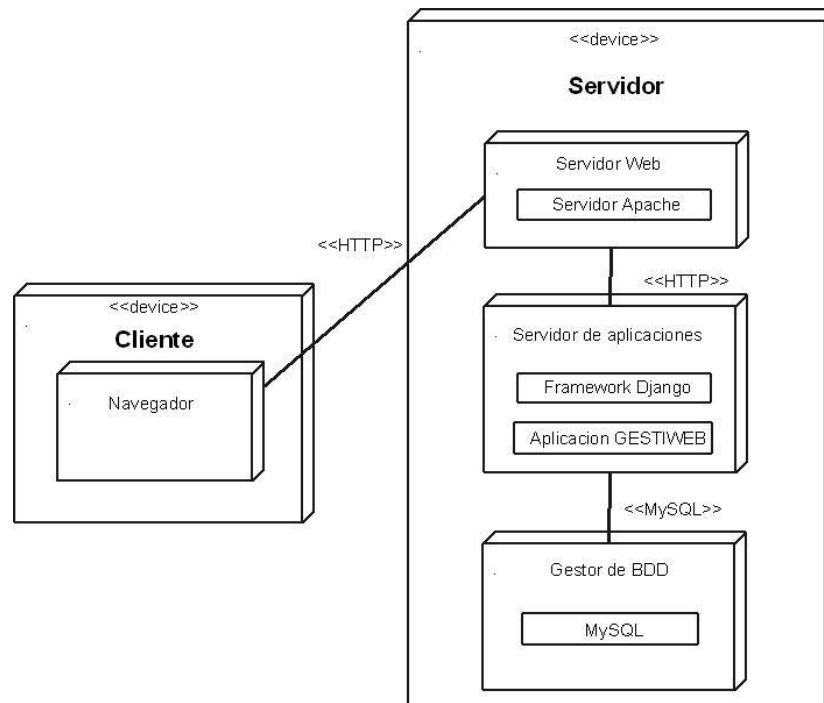 <<device>>
Servidor
Servidor Web
Servidor Apache
<<HTTP>>
<<HTTP>>
<<device>>
Cliente
Navegador
Servidor de aplicaciones
Framework Django
Aplicacion GESTIWEB
<<MySQL>>
Gestor de BDD
MySQL